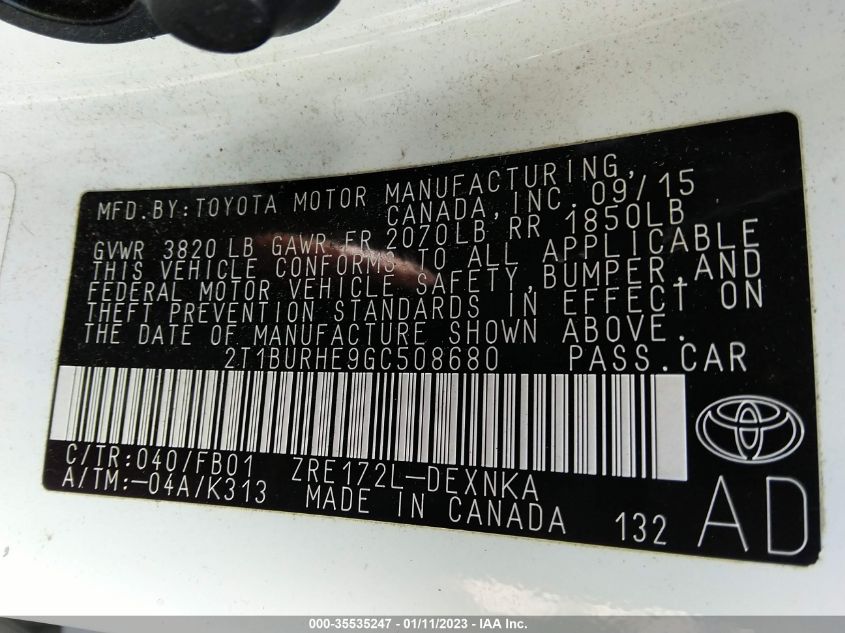 MFD.BY:TOYOTA MOTOR MANUFACTURING,
CANADA,INC.09/15
GVWR 3820 LB GAWR FR 2070LB RR 1850LB
THIS VEHICLE CONFORMS TO ALL APPLICABLE
FEDERAL MOTOR VEHICLE SAFETY,BUMPER,AND
THEFT PREVENTION STANDARDS IN EFFECT ON
THE DATE OF MANUFACTURE SHOWN ABOVE.
2T1BURHE9GC508680 PASS.CAR
C/TR:040/FB01 ZRE172L-DEXNKA
A/TM:-04A/K313 MADE IN CANADA 132 AD
000-35535247 - 01/11/2023 - IAA Inc.